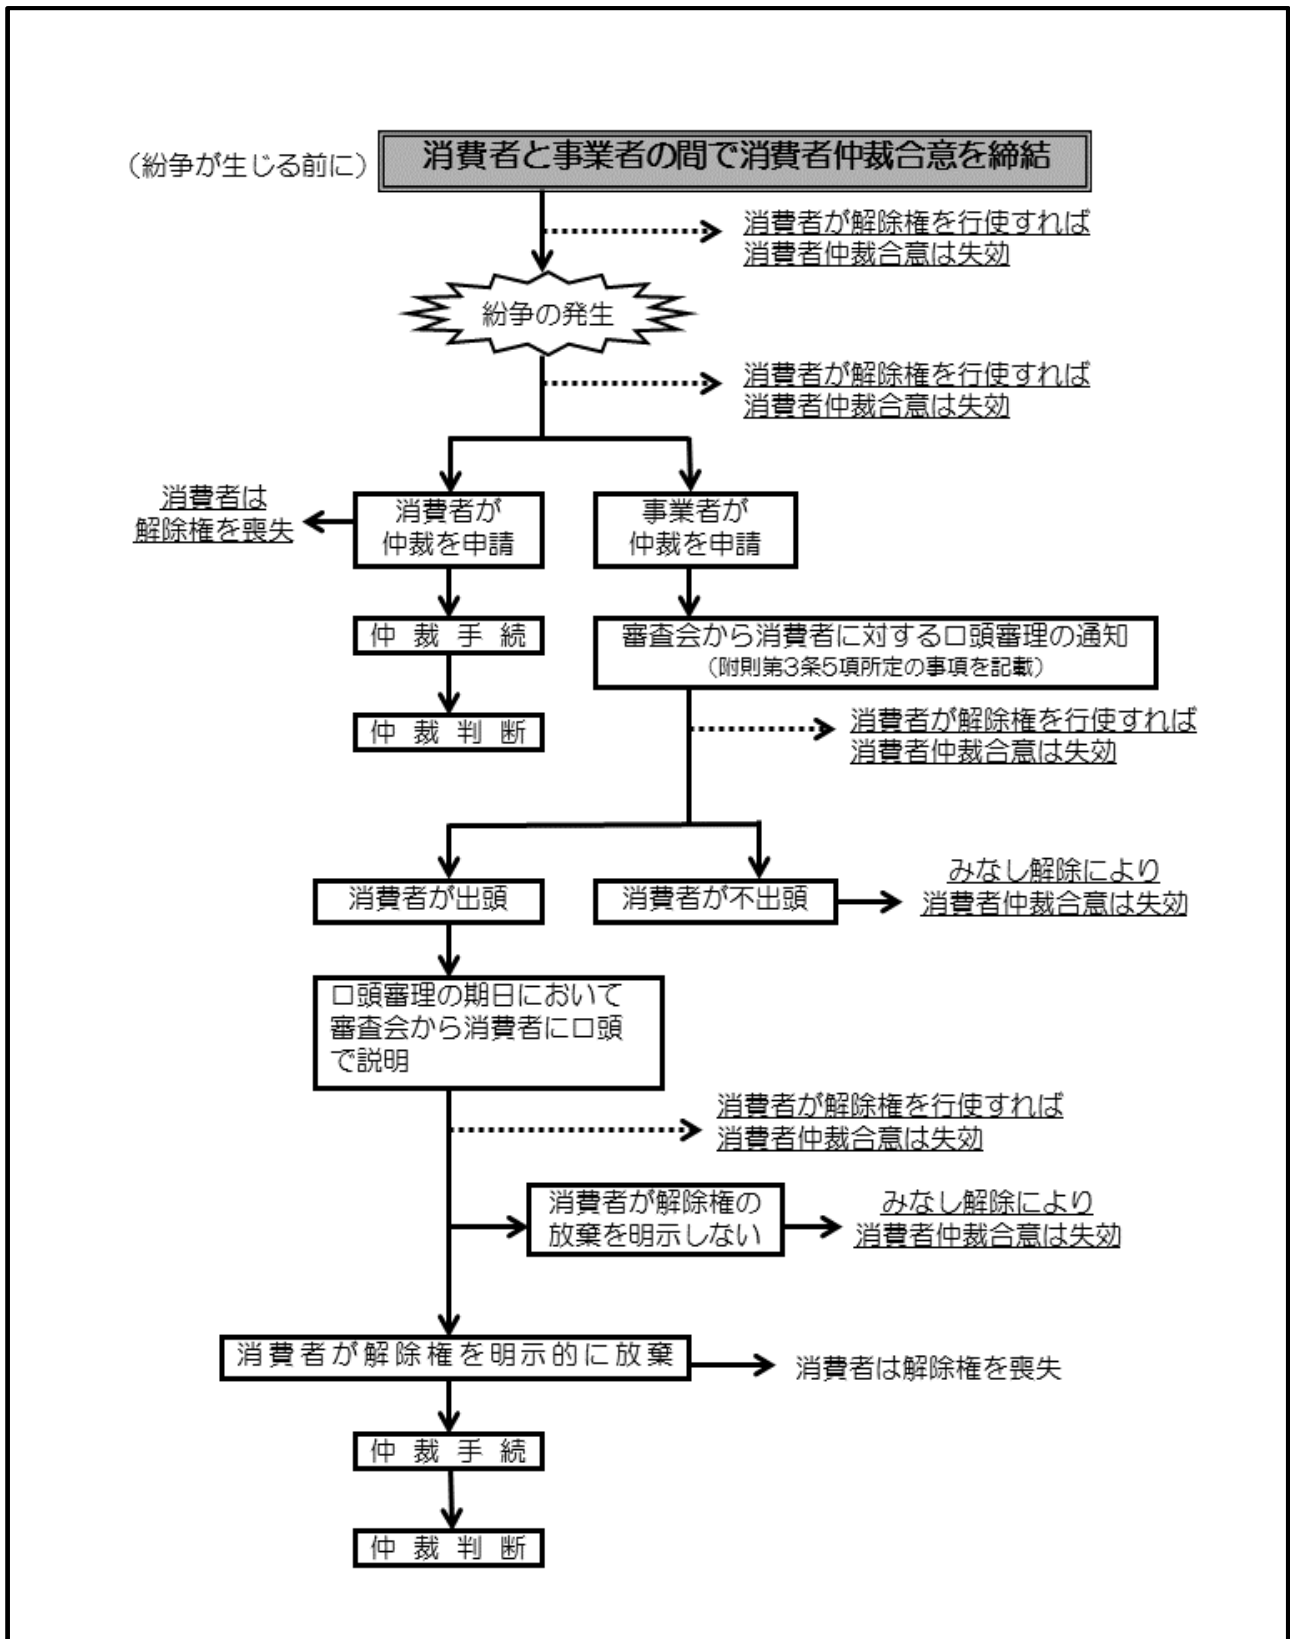 （紛争が生じる前に）
消費者と事業者の間で消費者仲裁合意を締結
消費者が解除権を行使すれば
消費者仲裁合意は失効
紛争の発生
消費者が解除権を行使すれば
消費者仲裁合意は失効
消費者は
解除権を喪失
消費者が
仲裁を申請
事業者が
仲裁を申請
仲裁手続
審査会から消費者に対する口頭審理の通知
（附則第3条5項所定の事項を記載）
仲裁判断
消費者が解除権を行使すれば
消費者仲裁合意は失効
消費者が出頭
消費者が不出頭
みなし解除により
消費者仲裁合意は失効
口頭審理の期日において
審査会から消費者に口頭
で説明
消費者が解除権を行使すれば
消費者仲裁合意は失効
消費者が解除権の
放棄を明示しない
みなし解除により
消費者仲裁合意は失効
消費者が解除権を明示的に放棄
消費者は解除権を喪失
仲裁手続
仲裁判断